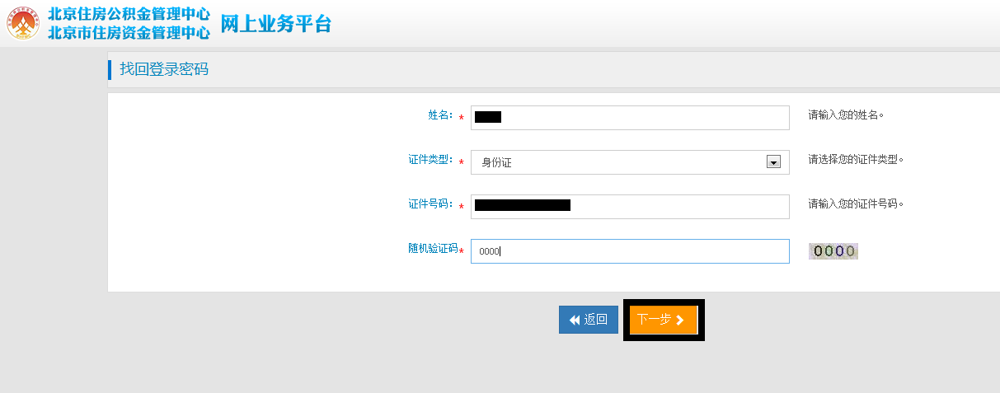 北京住房公积金管理中心
北京市住房资金管理中心
网上业务平台
找回登录密码
姓名：* 请输入您的姓名。
证件类型：* 身份证 请选择您的证件类型。
证件号码：* 请输入您的证件号码。
随机验证码* 0000 0000
返回 下一步